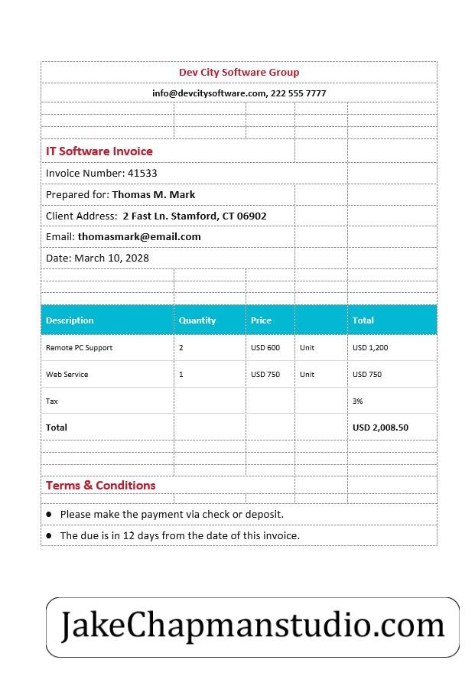 Dev City Software Group
info@devcitysoftware.com, 222 555 7777
IT Software Invoice
Invoice Number: 41533
Prepared for: Thomas M. Mark
Client Address: 2 Fast Ln. Stamford, CT 06902
Email: thomasmark@email.com
Date: March 10, 2028
Description Quantity Price Total
Remote PC Support 2 USD 600 Unit USD 1,200
Web Service 1 USD 750 Unit USD 750
Tax 3%
Total USD 2,008.50
Terms & Conditions
● Please make the payment via check or deposit.
● The due is in 12 days from the date of this invoice.
JakeChapmanstudio.com